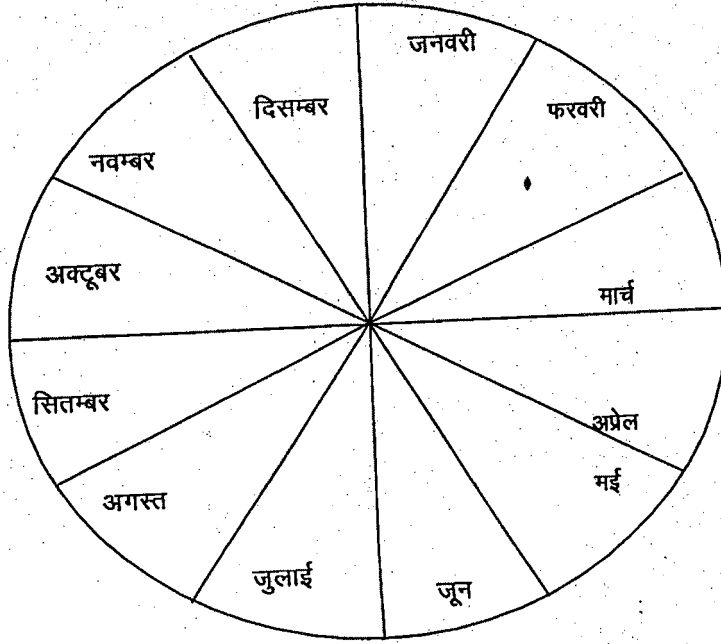 जनवरी
फरवरी
मार्च
अप्रेल
मई
जून
जुलाई
अगस्त
सितम्बर
अक्टूबर
नवम्बर
दिसम्बर